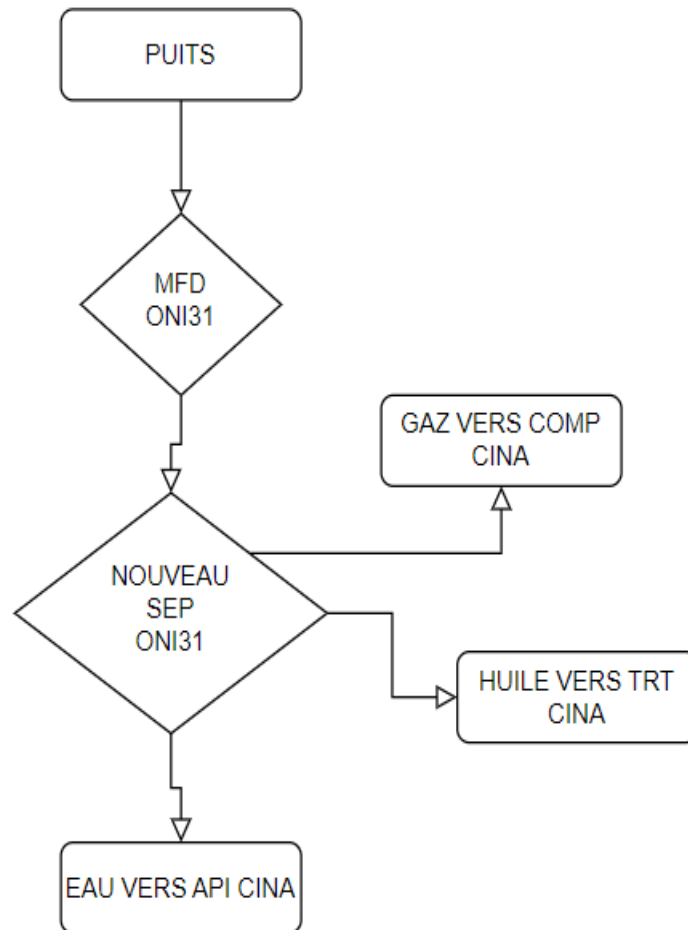 PUITS
MFD
ONI31
GAZ VERS COMP
CINA
NOUVEAU
SEP
ONI31
HUILE VERS TRT
CINA
EAU VERS API CINA